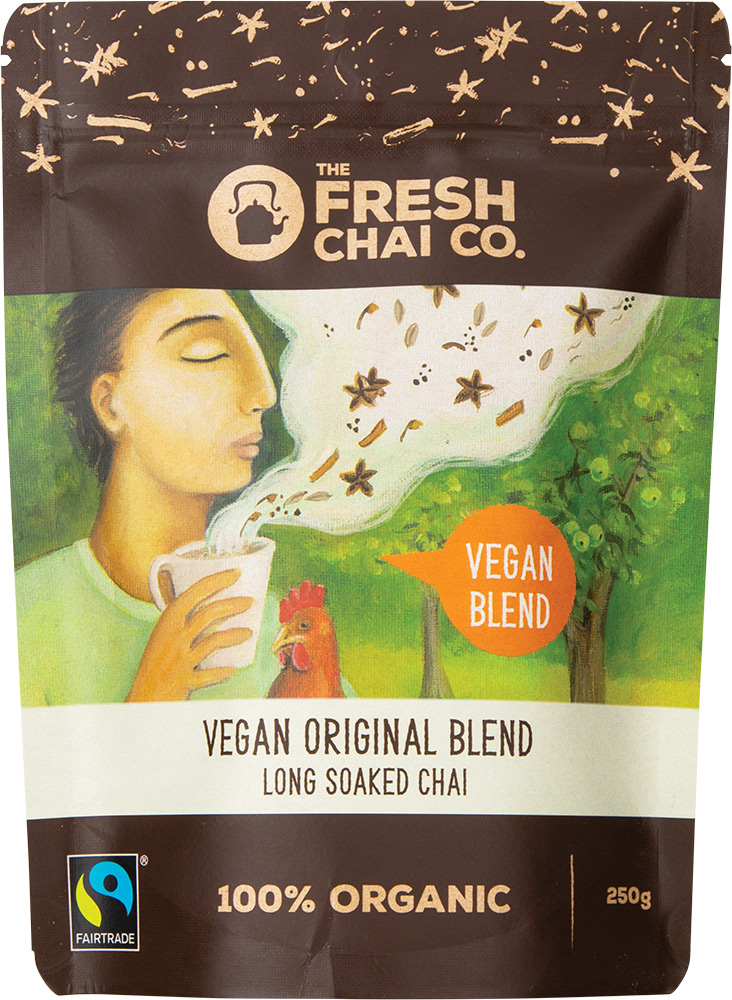 THE
FRESH
CHAI CO.
VEGAN
BLEND
VEGAN ORIGINAL BLEND
LONG SOAKED CHAI
®
FAIRTRADE
100% ORGANIC
250g